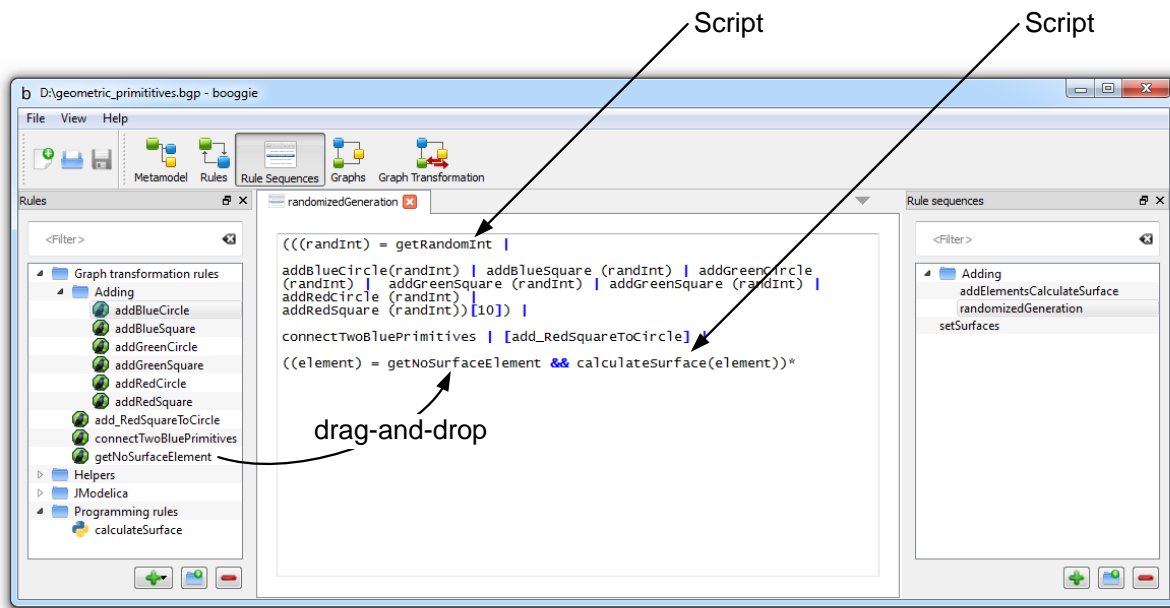 Script Script
b D:\geometric_primititives.bgp - booggie
File View Help
Metamodel Rules Rule Sequences Graphs Graph Transformation
Rules
randomizedGeneration
Rule sequences
<Filter>
<Filter>
Graph transformation rules
Adding
addBlueCircle
addBlueSquare
addGreenCircle
addGreenSquare
addRedCircle
addRedSquare
add_RedSquareToCircle
connectTwoBluePrimitives
getNoSurfaceElement
Helpers
JModelica
Programming rules
calculateSurface
(((randInt) = getRandomInt |
addBlueCircle(randInt) | addBlueSquare (randInt) | addGreenCircle
(randInt) | addGreenSquare (randInt) | addGreenSquare (randInt) |
addRedCircle (randInt) |
addRedSquare (randInt))[10]) |
connectTwoBluePrimitives | [add_RedSquareToCircle] |
((element) = getNoSurfaceElement && calculateSurface(element))*
drag-and-drop
Adding
addElementsCalculateSurface
randomizedGeneration
setSurfaces